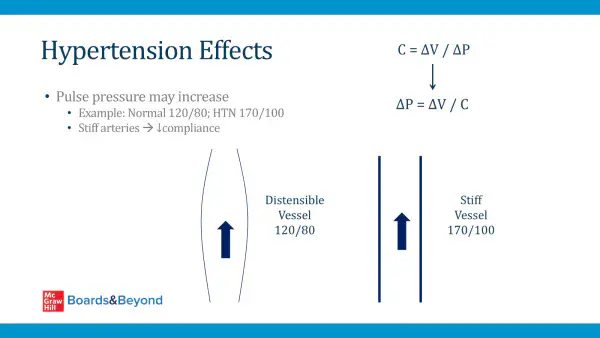 Hypertension Effects
• Pulse pressure may increase
• Example: Normal 120/80; HTN 170/100
• Stiff arteries → ↓compliance
C = ΔV / ΔP
ΔP = ΔV / C
Distensible
Vessel
120/80
Stiff
Vessel
170/100
Mc
Graw
Hill
Boards&Beyond